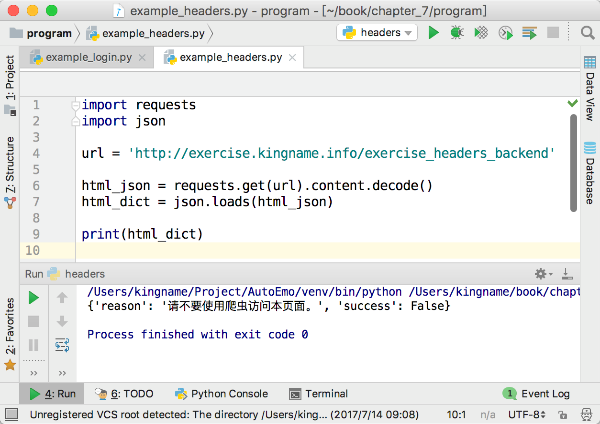 example_headers.py - program - [~/book/chapter_7/program]
program example_headers.py headers
example_login.py example_headers.py
1: Project
Z: Structure
2: Favorites
Data View
Database
1 import requests
2 import json
3
4 url = 'http://exercise.kingname.info/exercise_headers_backend'
5
6 html_json = requests.get(url).content.decode()
7 html_dict = json.loads(html_json)
8
9 print(html_dict)
10
Run headers
/Users/kingname/Project/AutoEmo/venv/bin/python /Users/kingname/book/chapt
{'reason': '请不要使用爬虫访问本页面。', 'success': False}
Process finished with exit code 0
4: Run 6: TODO Python Console Terminal 1 Event Log
Unregistered VCS root detected: The directory /Users/king... (2017/7/14 09:08) 10:1 n/a UTF-8